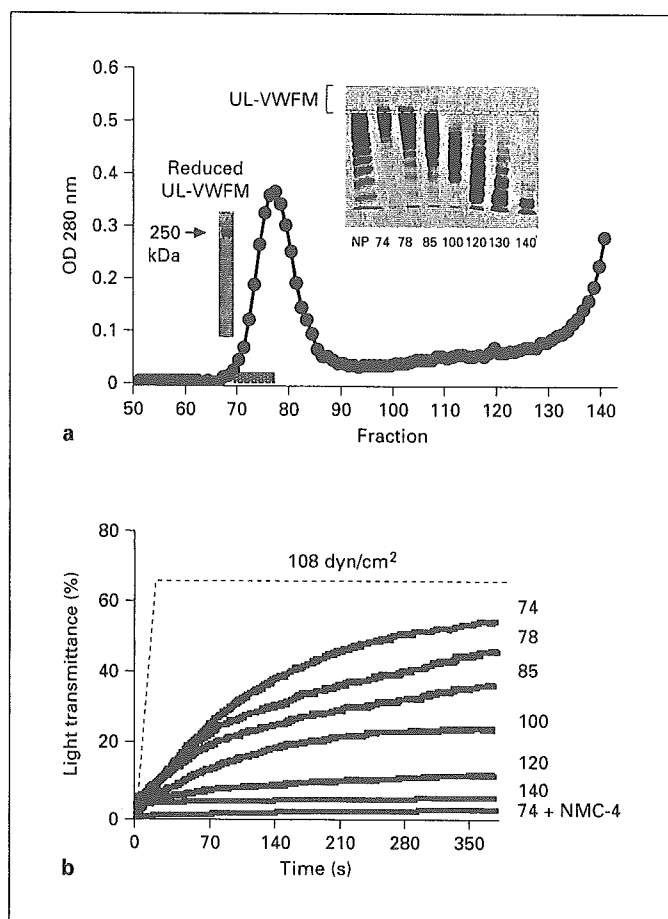 0.6
UL-VWFM
0.5
Reduced
UL-VWFM
0.4
OD 280 nm
0.3
250
kDa
NP 74 78 85 100 120 130 140
0.2
0.1
0
50 60 70 80 90 100 110 120 130 140
a
Fraction
80
108 dyn/cm²
60
74
78
Light transmittance (%)
40
85
100
20
120
140
0
74 + NMC-4
0 70 140 210 280 350
b
Time (s)